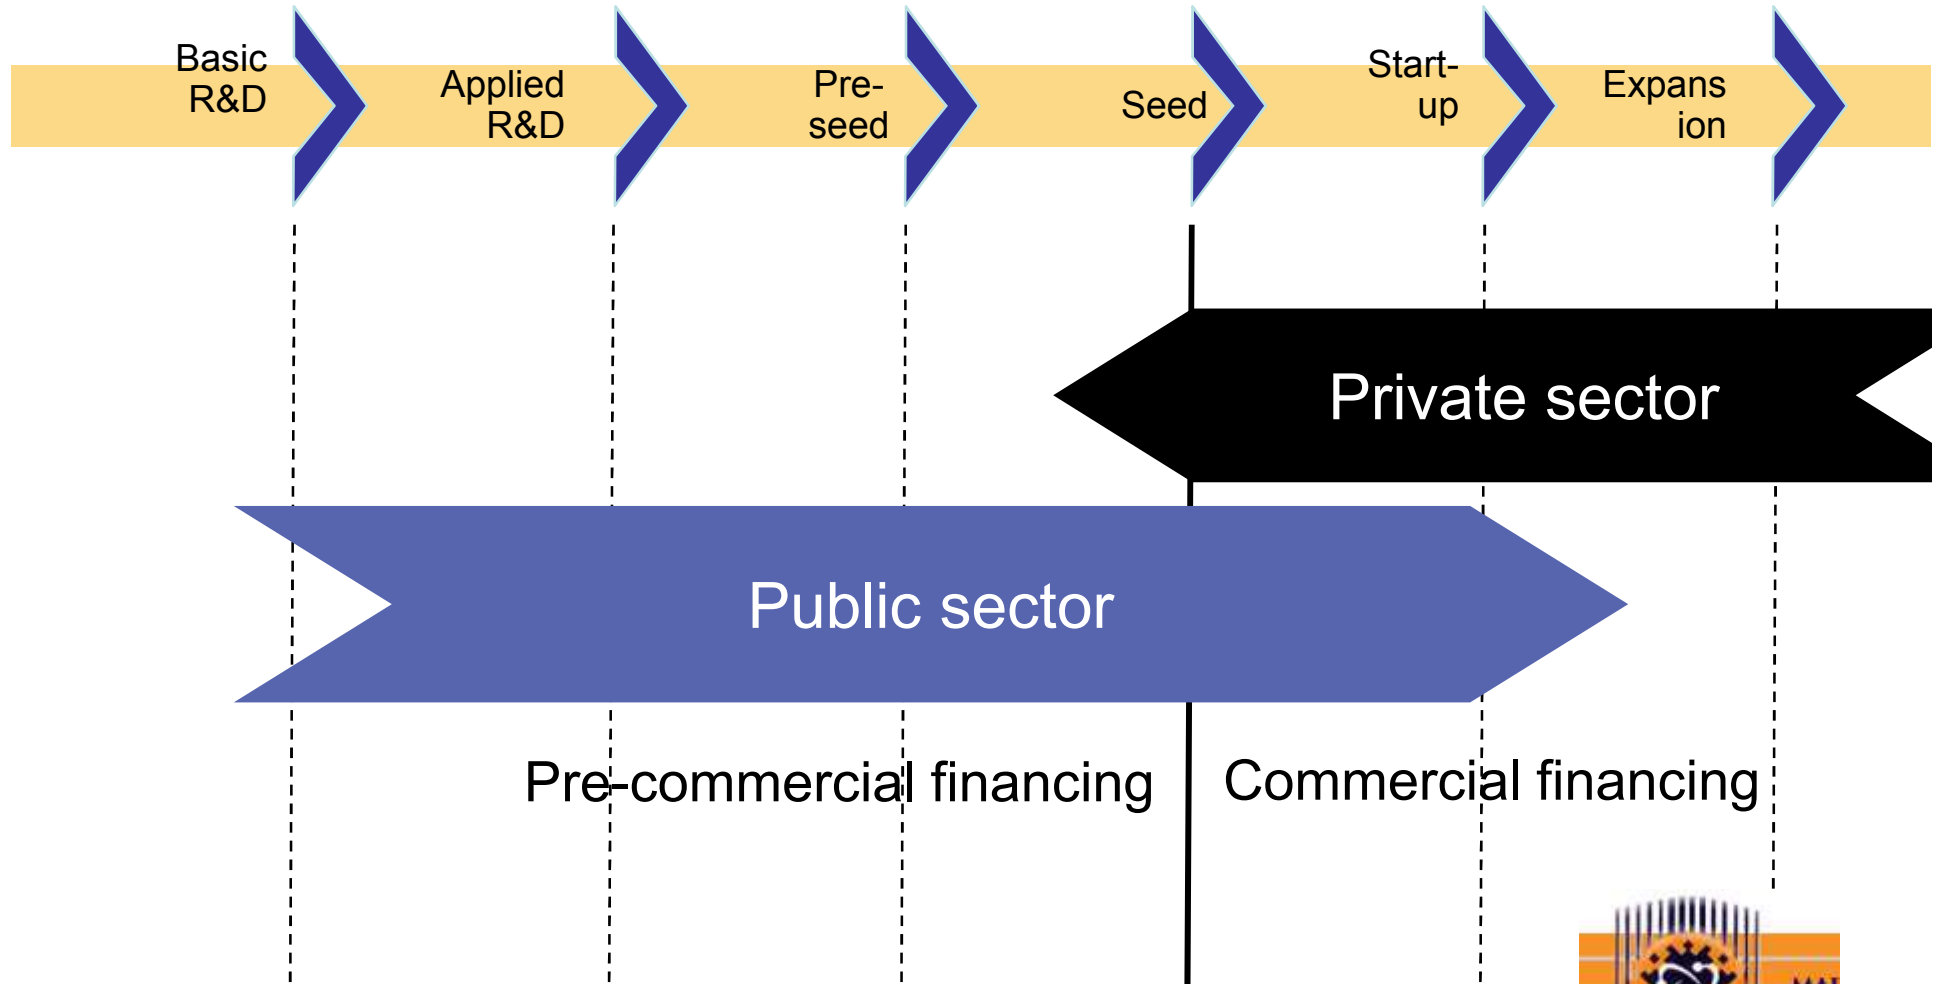 Basic
R&D
Applied
R&D
Pre-
seed
Seed
Start-
up
Expans
ion
Private sector
Public sector
Pre-commercial financing
Commercial financing